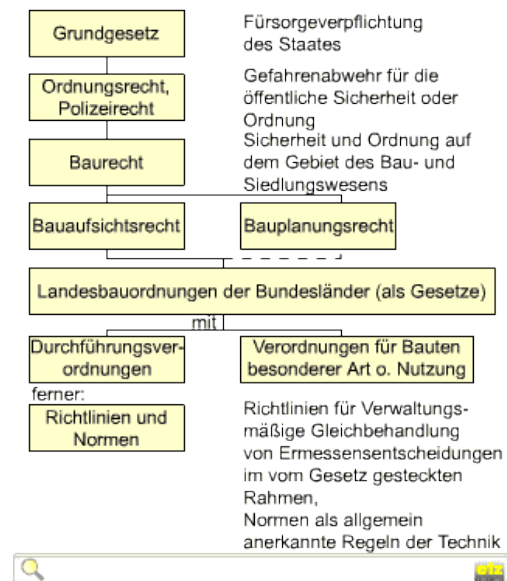 Grundgesetz
Fürsorgeverpflichtung
des Staates
Ordnungsrecht,
Polizeirecht
Gefahrenabwehr für die
öffentliche Sicherheit oder
Ordnung
Baurecht
Sicherheit und Ordnung auf
dem Gebiet des Bau- und
Siedlungswesens
Bauaufsichtsrecht
Bauplanungsrecht
Landesbauordnungen der Bundesländer (als Gesetze)
mit
Durchführungsver-
ordnungen
Verordnungen für Bauten
besonderer Art o. Nutzung
ferner:
Richtlinien und
Normen
Richtlinien für Verwaltungs-
mäßige Gleichbehandlung
von Ermessensentscheidungen
im vom Gesetz gesteckten
Rahmen,
Normen als allgemein
anerkannte Regeln der Technik